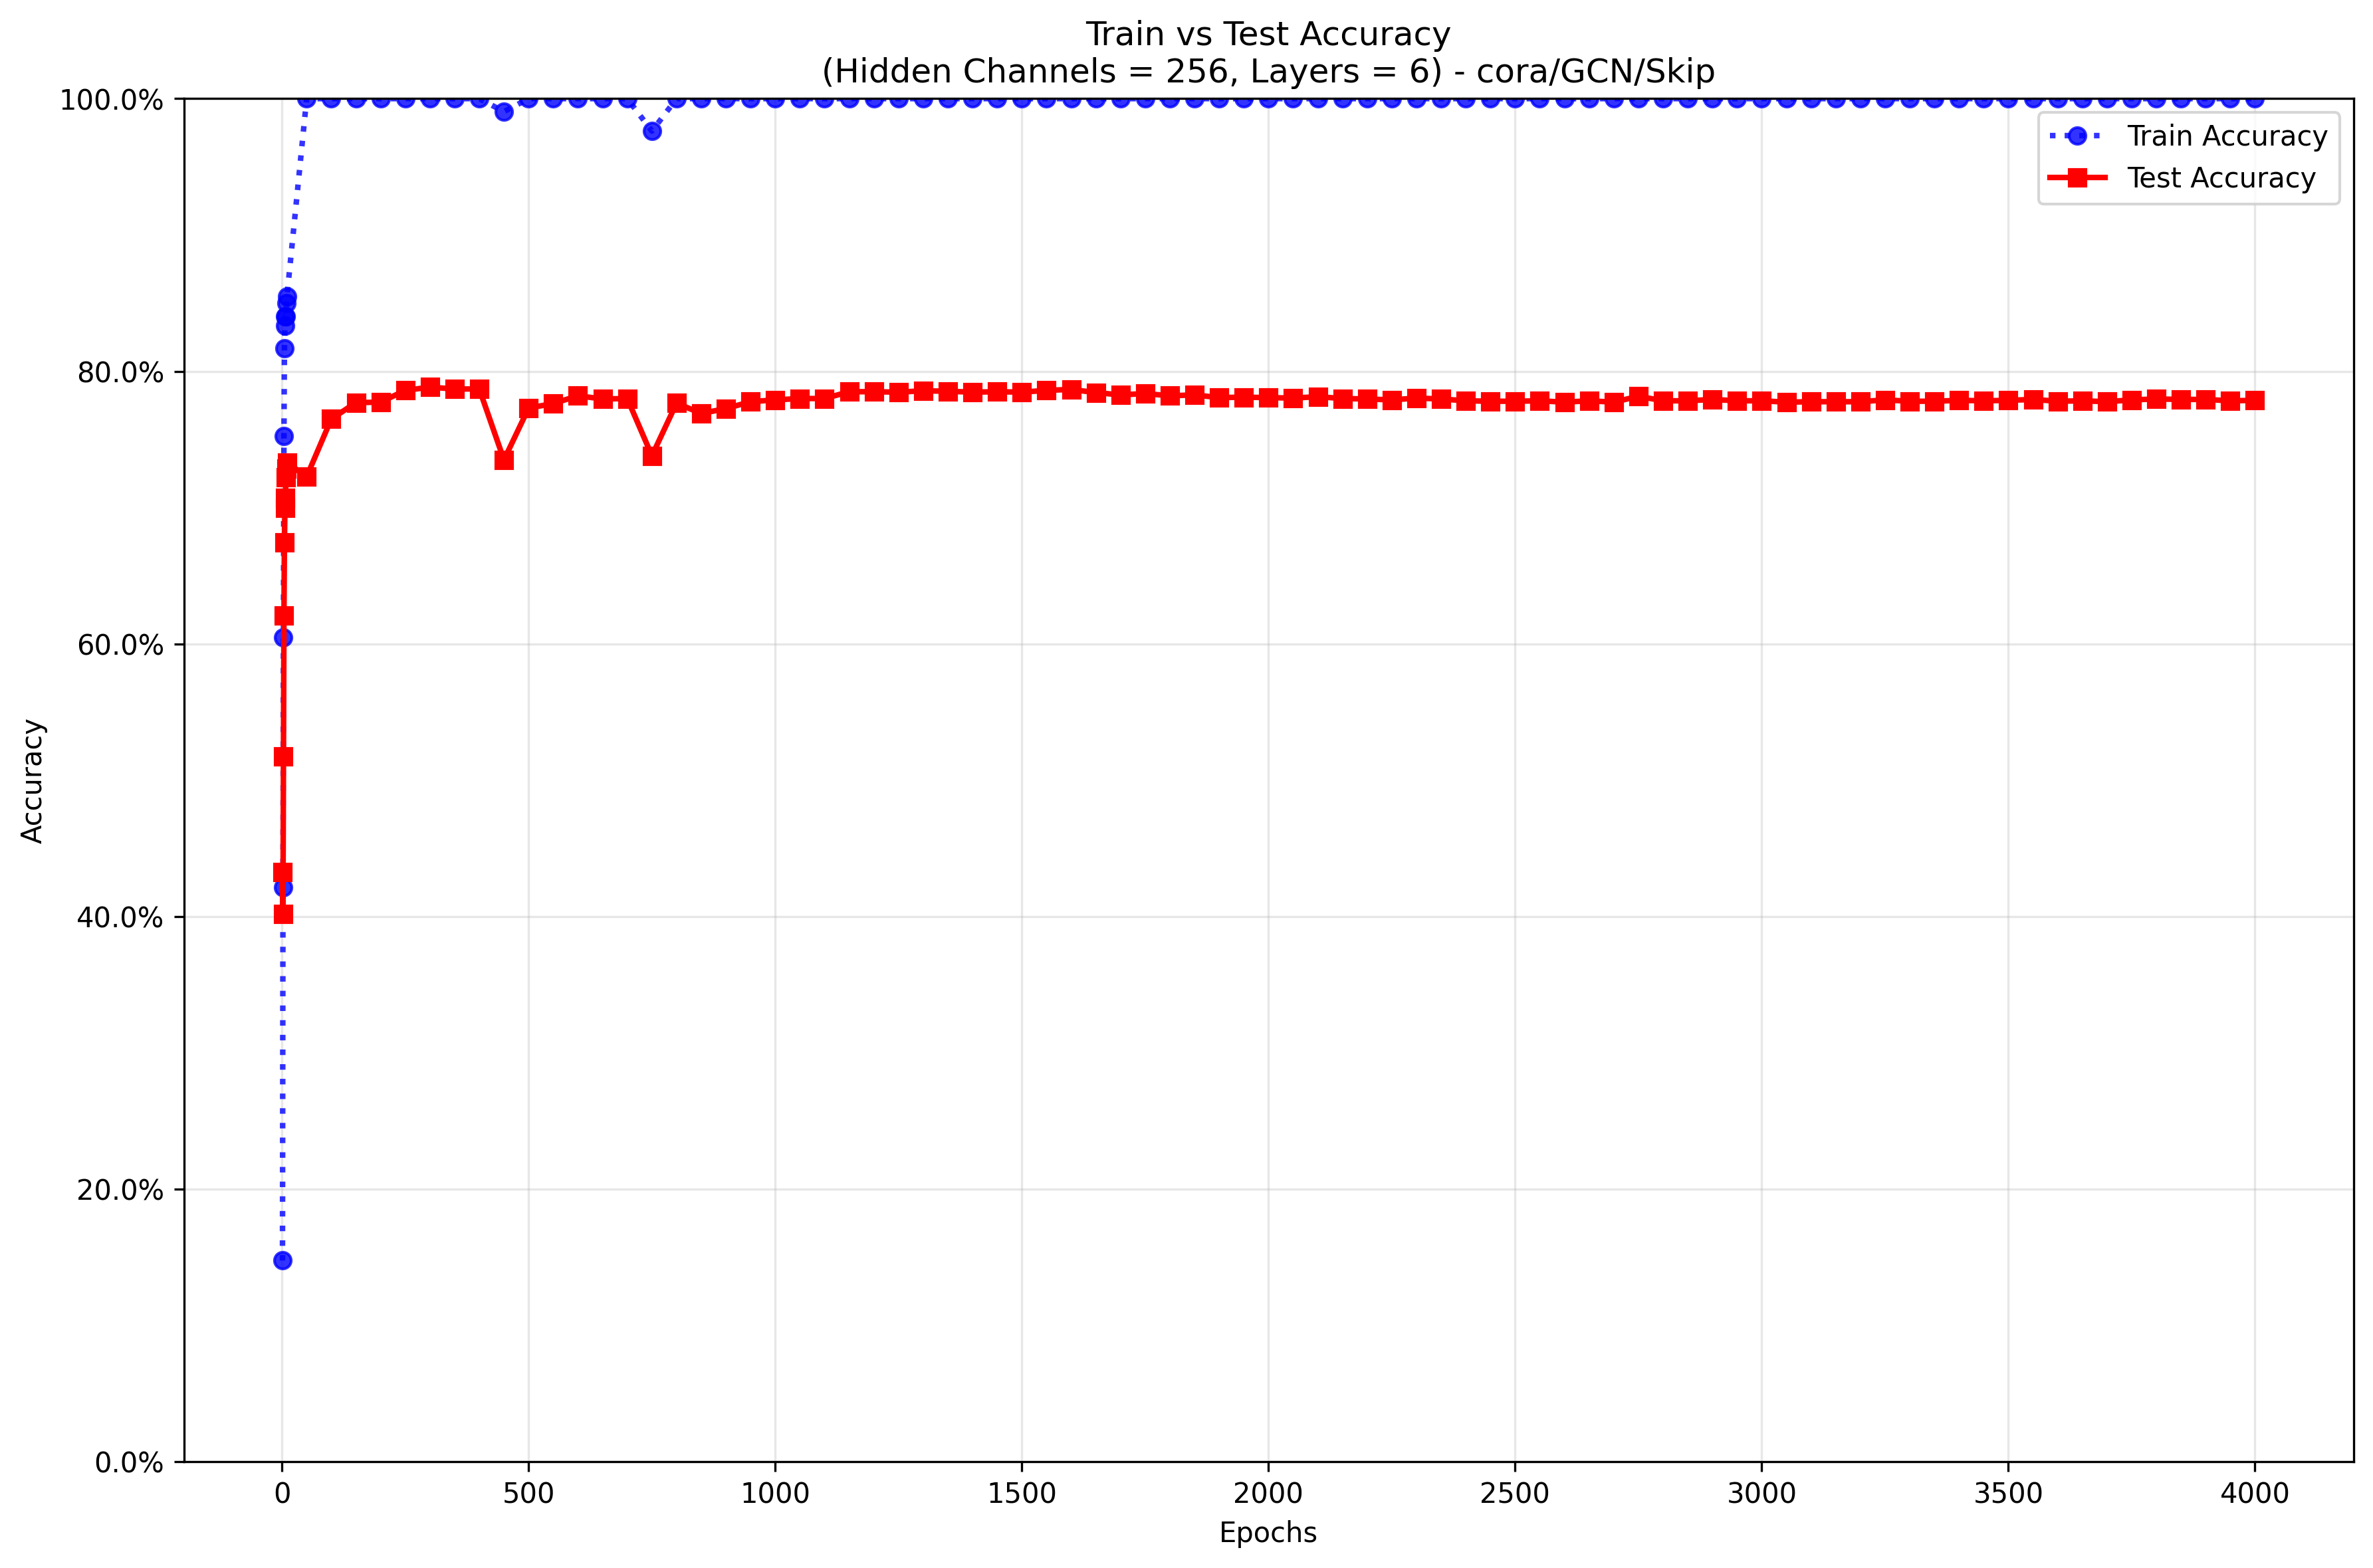 Train vs Test Accuracy
(Hidden Channels = 256, Layers = 6) - cora/GCN/Skip
100.0%
80.0%
60.0%
40.0%
20.0%
0.0%
Accuracy
Train Accuracy
Test Accuracy
0
500
1000
1500
2000
2500
3000
3500
4000
Epochs